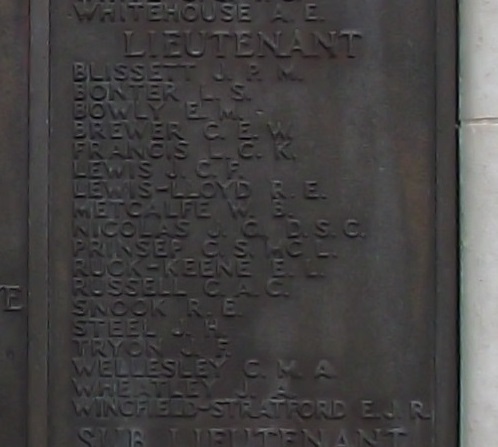 WHITEHOUSE A. E.
LIEUTENANT
BLISSETT J. P. M.
BONTER L. S.
BOWLY E. M.
BREWER C. E. W.
FRANCIS L. C. K.
LEWIS J. C. F.
LEWIS-LLOYD R. E.
METCALFE W. B.
NICOLAS J. C. D.S.C.
PRINSEP C. S. MC L.
RUCK-KEENE E. L.
RUSSELL C. A. C.
SNOOK R. E.
STEEL J. H.
TRYON J. F.
WELLESLEY C. M. A.
WHEATLEY J. A.
WINGFIELD-STRATFORD E. J. R.
SUB LIEUTENANT